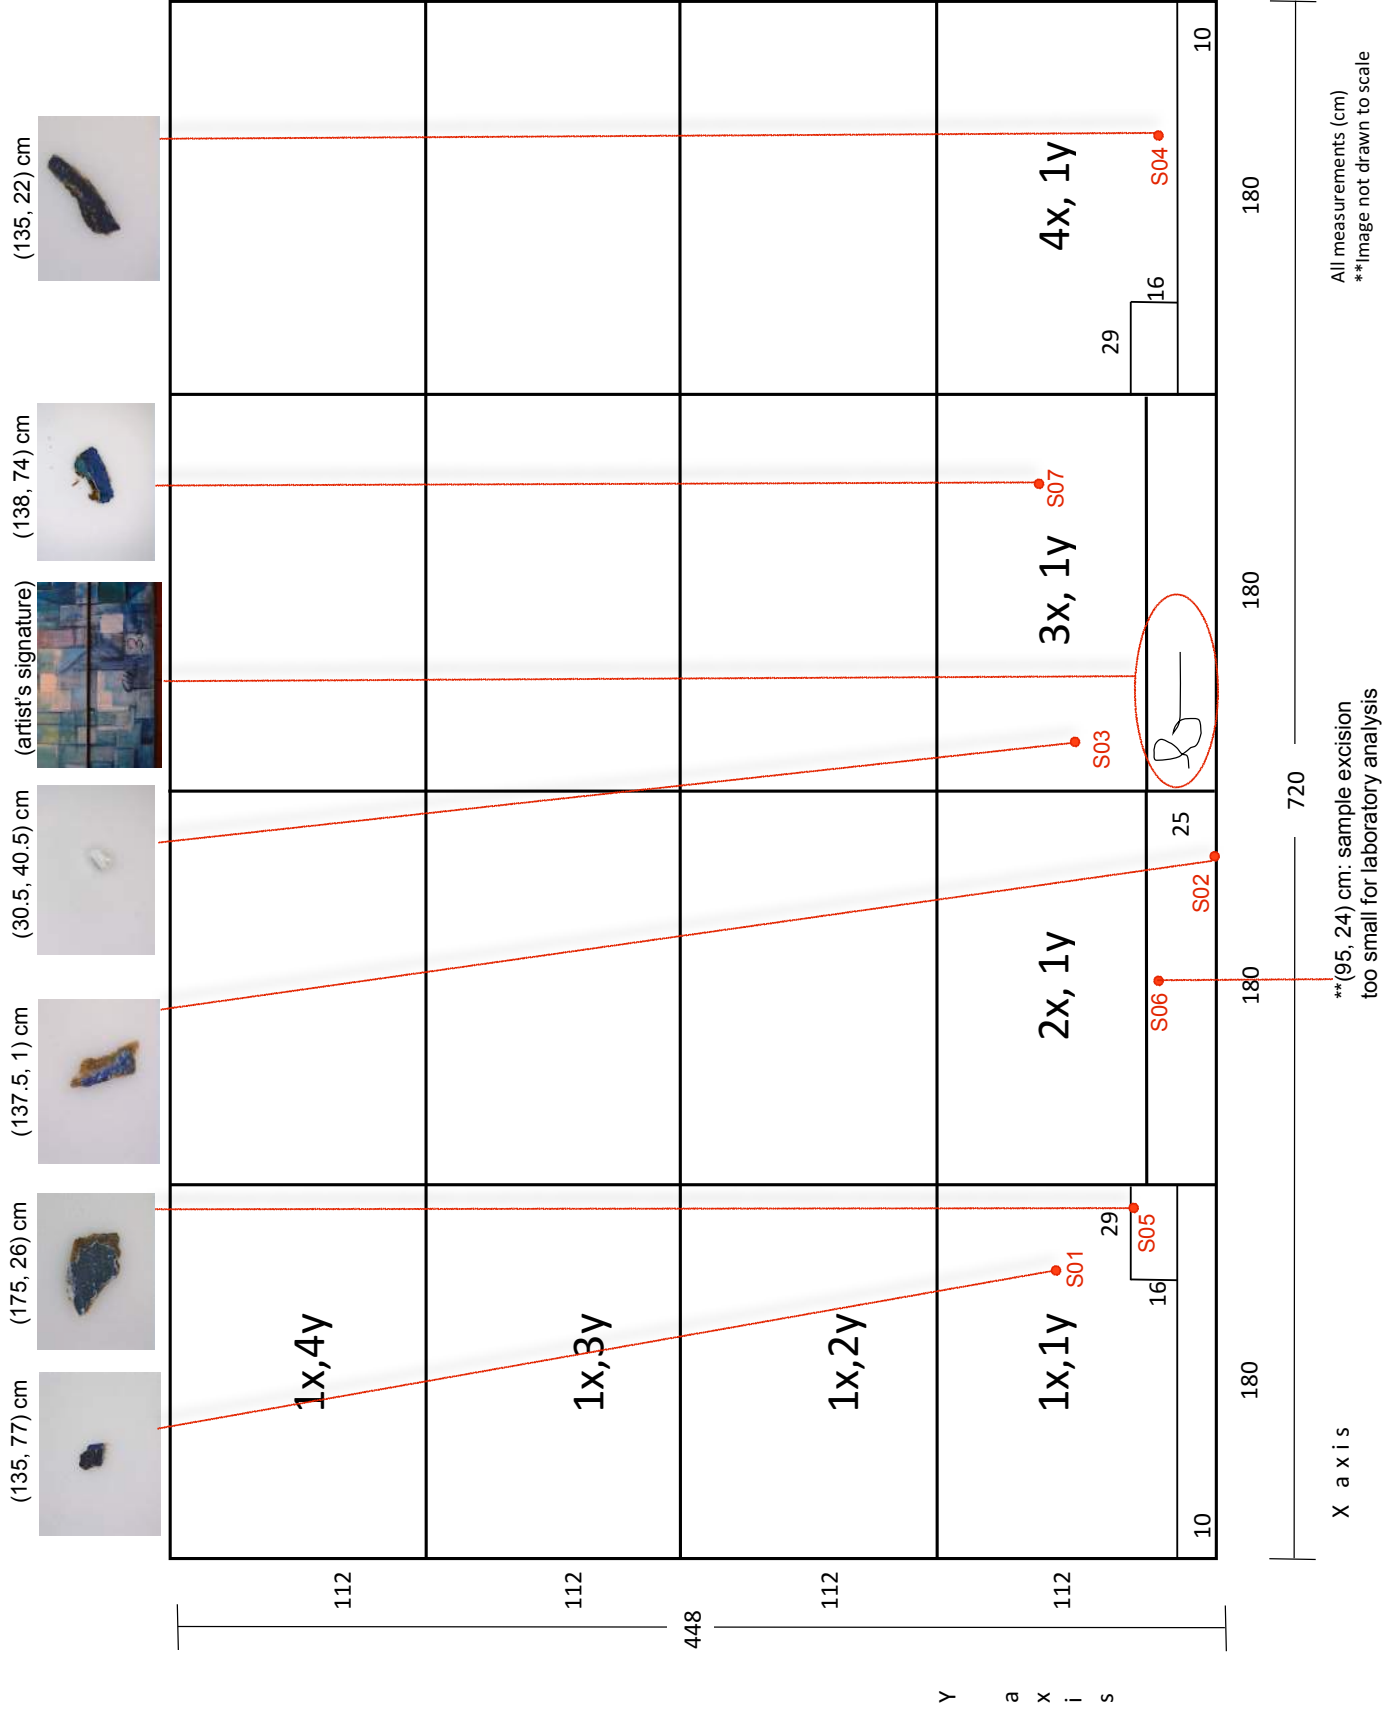 (135, 77) cm
(175, 26) cm
(137.5, 1) cm
(30.5, 40.5) cm
(artist's signature)
(138, 74) cm
(135, 22) cm
112
1x,4y
112
1x,3y
112
1x,2y
112
1x,1y
S01
29
S05
16
10
2x, 1y
S06
S02
25
S03
3x, 1y
S07
29
16
4x, 1y
S04
10
448
180
180
180
180
720
Y axis
X axis
**(95, 24) cm: sample excision
too small for laboratory analysis
All measurements (cm)
**Image not drawn to scale